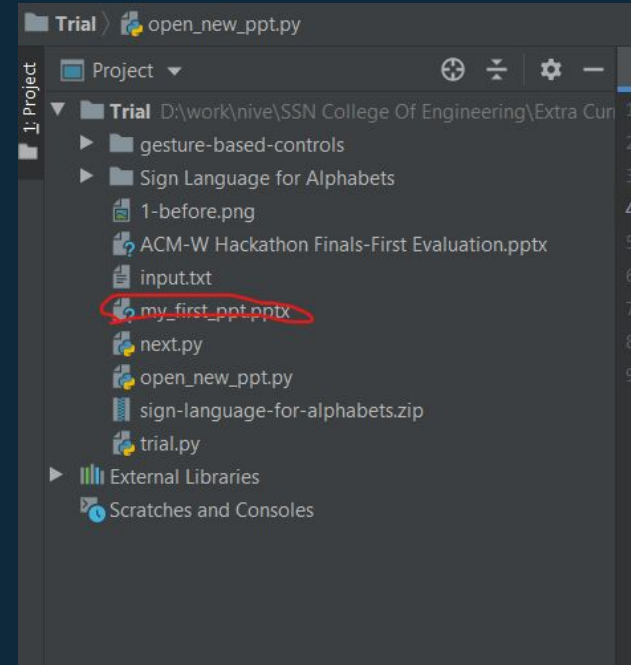 Trial open_new_ppt.py
1: Project
Project
Trial D:\work\nive\SSN College Of Engineering\Extra Curr
gesture-based-controls
Sign Language for Alphabets
1-before.png
ACM-W Hackathon Finals-First Evaluation.pptx
input.txt
my_first_ppt.pptx
next.py
open_new_ppt.py
sign-language-for-alphabets.zip
trial.py
External Libraries
Scratches and Consoles